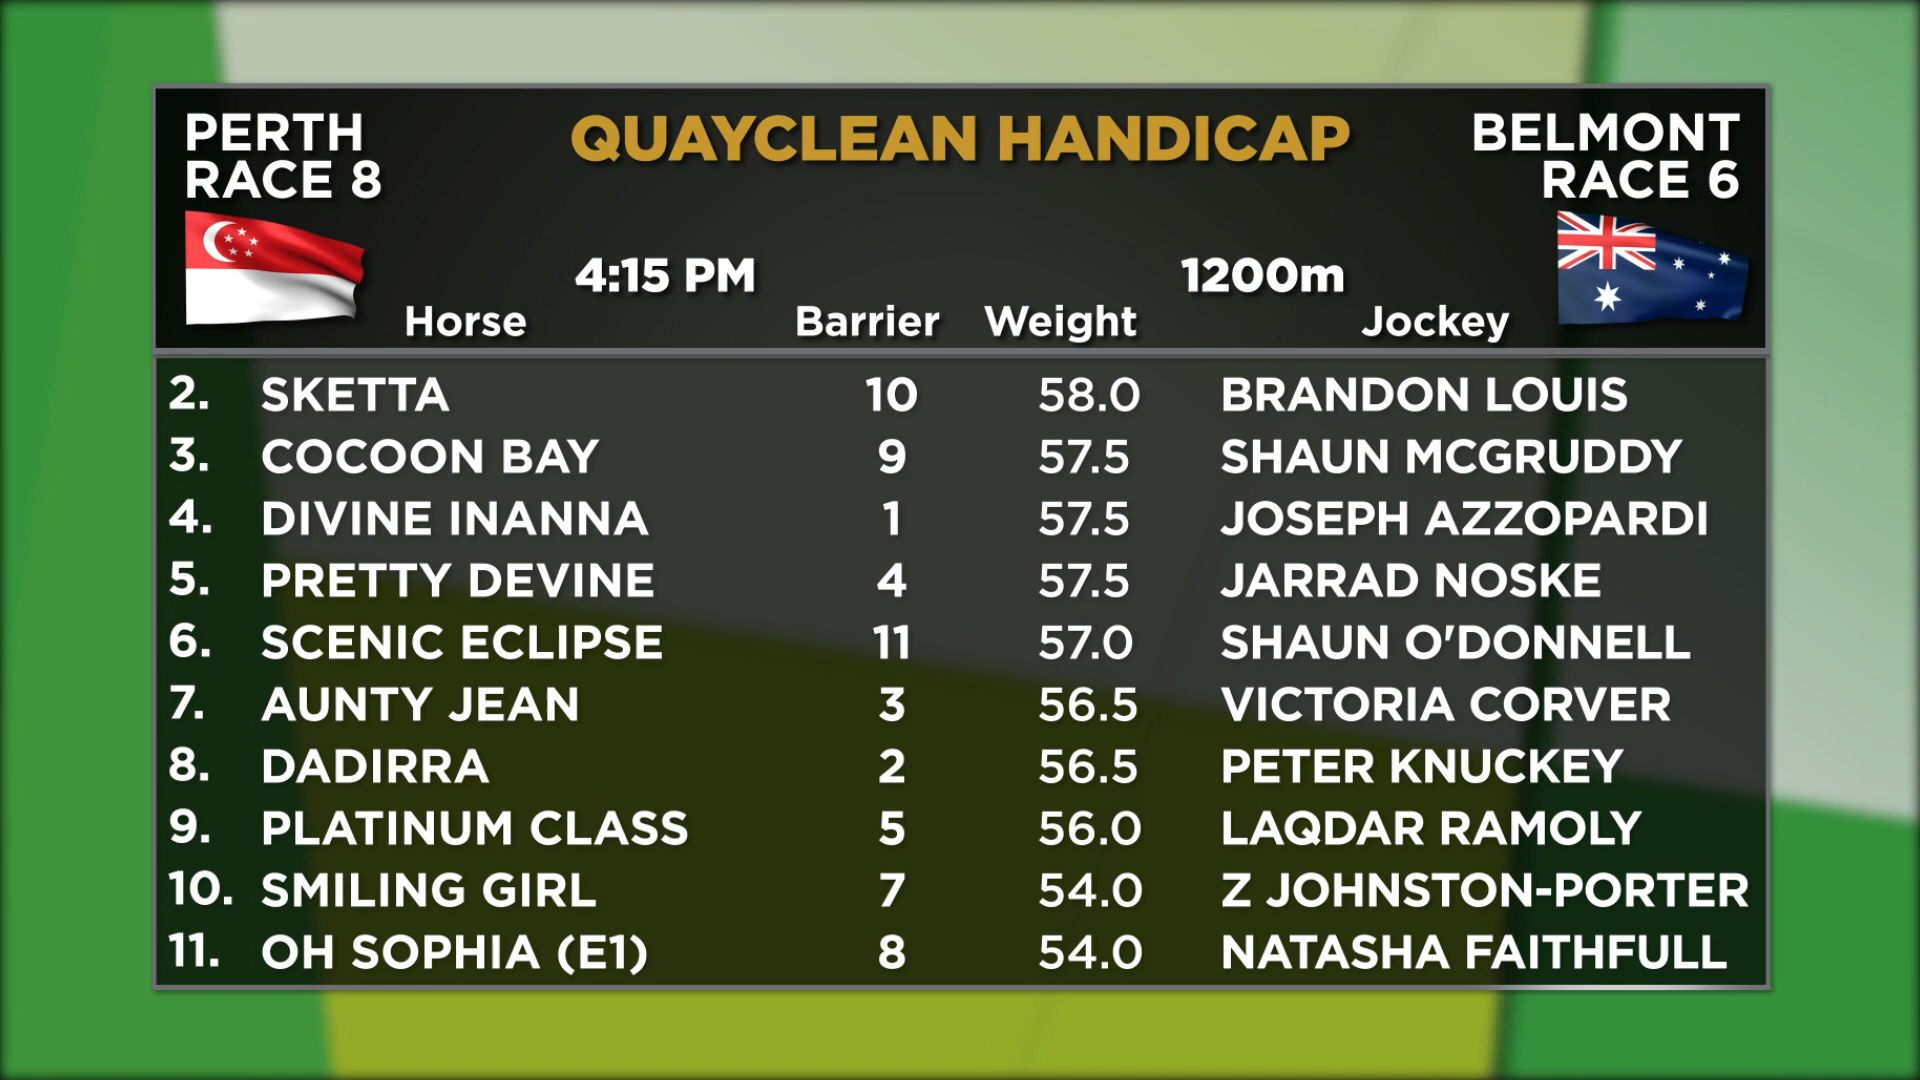 PERTH RACE 8
QUAYCLEAN HANDICAP
BELMONT RACE 6
4:15 PM 1200m
Horse Barrier Weight Jockey
2. SKETTA 10 58.0 BRANDON LOUIS
3. COCOON BAY 9 57.5 SHAUN MCGRUDDY
4. DIVINE INANNA 1 57.5 JOSEPH AZZOPARDI
5. PRETTY DEVINE 4 57.5 JARRAD NOSKE
6. SCENIC ECLIPSE 11 57.0 SHAUN O'DONNELL
7. AUNTY JEAN 3 56.5 VICTORIA CORVER
8. DADIRRA 2 56.5 PETER KNUCKEY
9. PLATINUM CLASS 5 56.0 LAQDAR RAMOLY
10. SMILING GIRL 7 54.0 Z JOHNSTON-PORTER
11. OH SOPHIA (E1) 8 54.0 NATASHA FAITHFULL